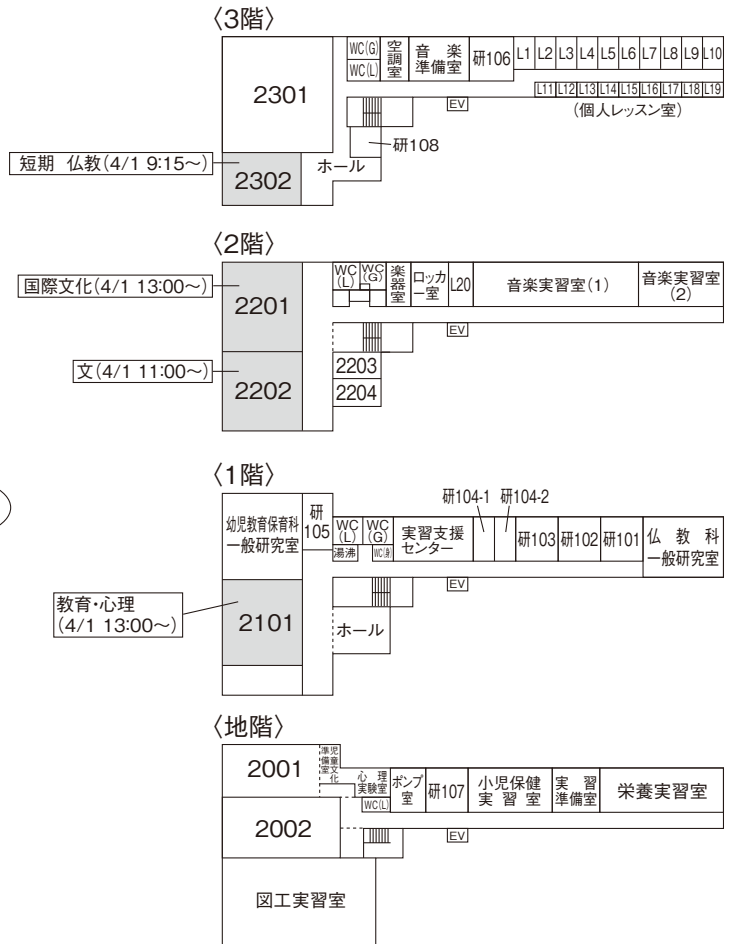 〈3階〉
WC(G)
WC(L)
空調室
音楽
準備室
研106
L1
L2
L3
L4
L5
L6
L7
L8
L9
L10
2301
EV
L11
L12
L13
L14
L15
L16
L17
L18
L19
(個人レッスン室)
研108
短期 仏教(4/1 9:15〜)
ホール
2302
〈2階〉
国際文化(4/1 13:00〜)
WC
(L)
WC
(G)
楽器室
ロッカ
ー室
L20
音楽実習室(1)
音楽実習室
(2)
2201
EV
文(4/1 11:00〜)
2203
2202
2204
〈1階〉
研104-1
研104-2
幼児教育保育科
一般研究室
研
105
WC
(L)
WC
(G)
湯沸
WC(身)
実習支援
センター
研103
研102
研101
仏教科
一般研究室
EV
教育・心理
(4/1 13:00〜)
2101
ホール
〈地階〉
2001
児童文化
準備室
心理
実験室
WC(L)
ポンプ
室
研107
小児保健
実習室
実習
準備室
栄養実習室
2002
EV
図工実習室